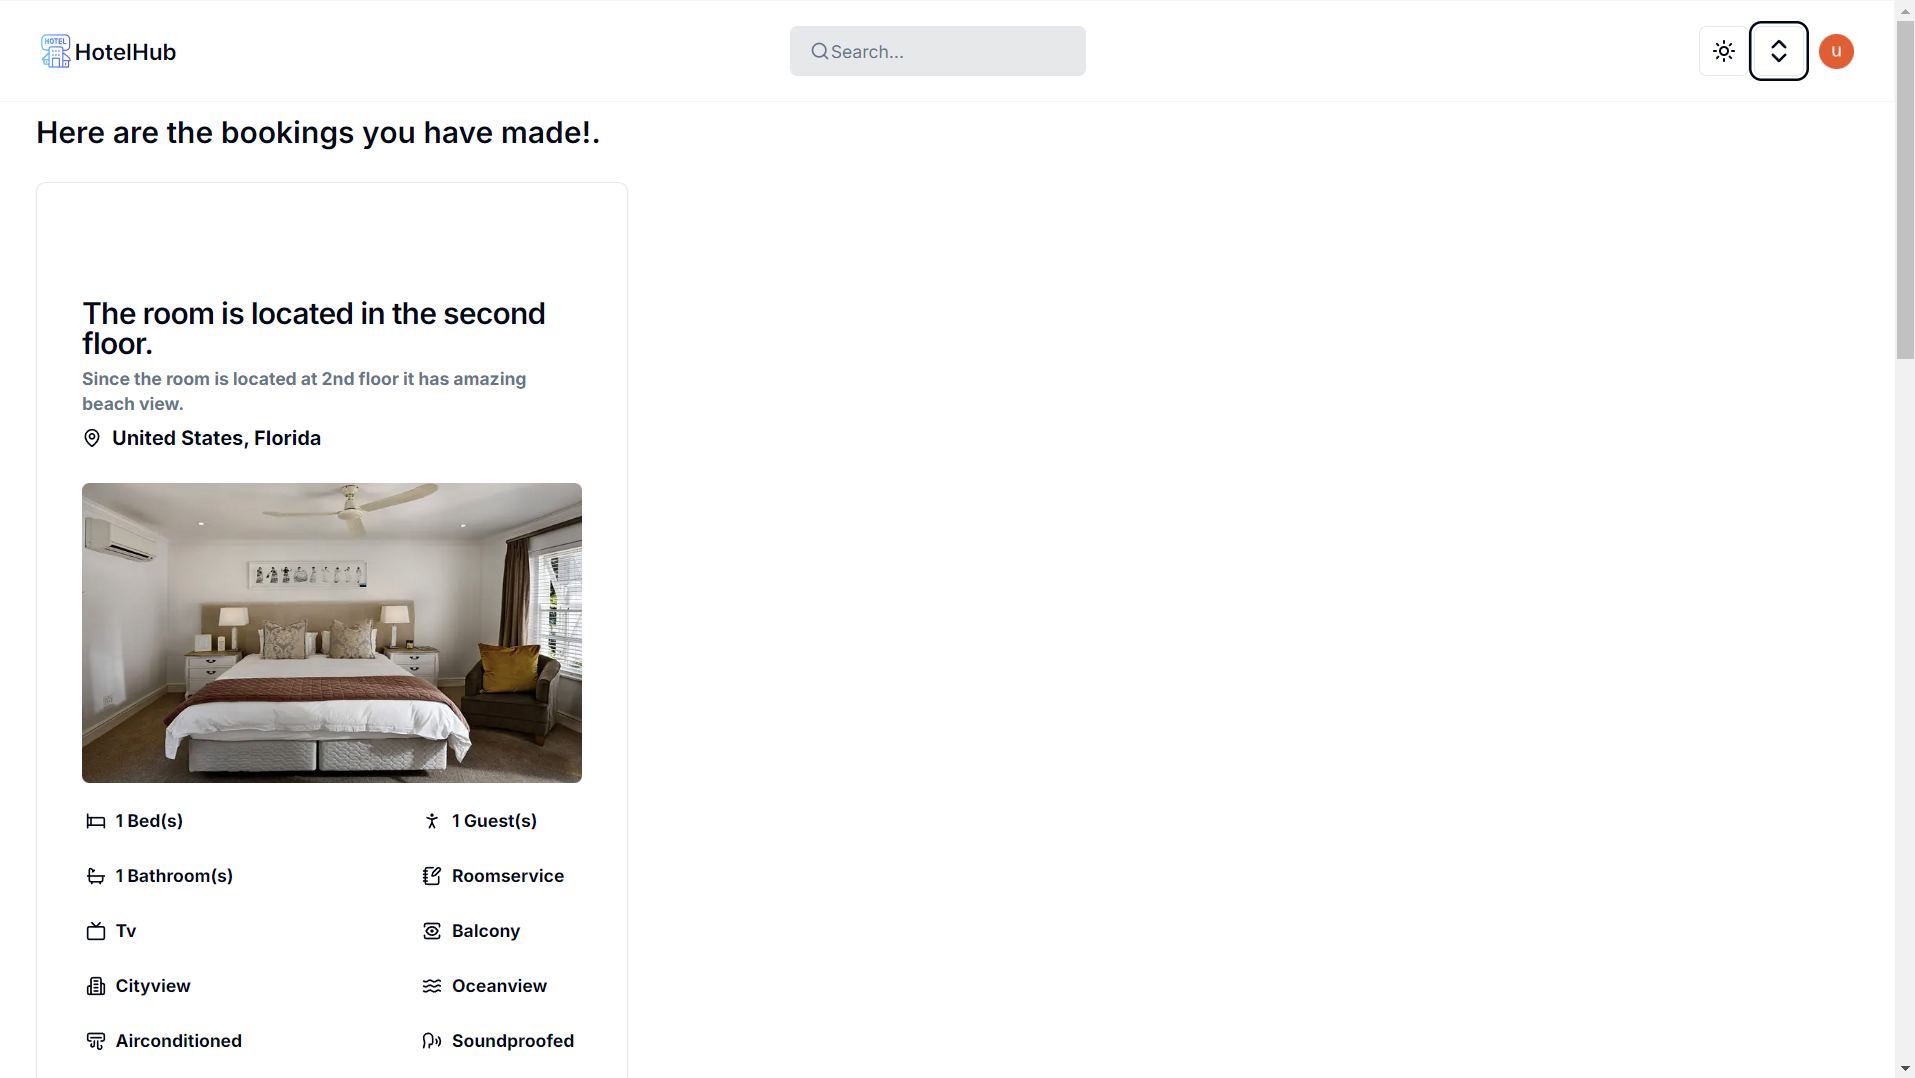 HOTEL
HotelHub
Search...
u
Here are the bookings you have made!.
The room is located in the second
floor.
Since the room is located at 2nd floor it has amazing
beach view.
United States, Florida
1 Bed(s)
1 Guest(s)
1 Bathroom(s)
Roomservice
Tv
Balcony
Cityview
Oceanview
Airconditioned
Soundproofed